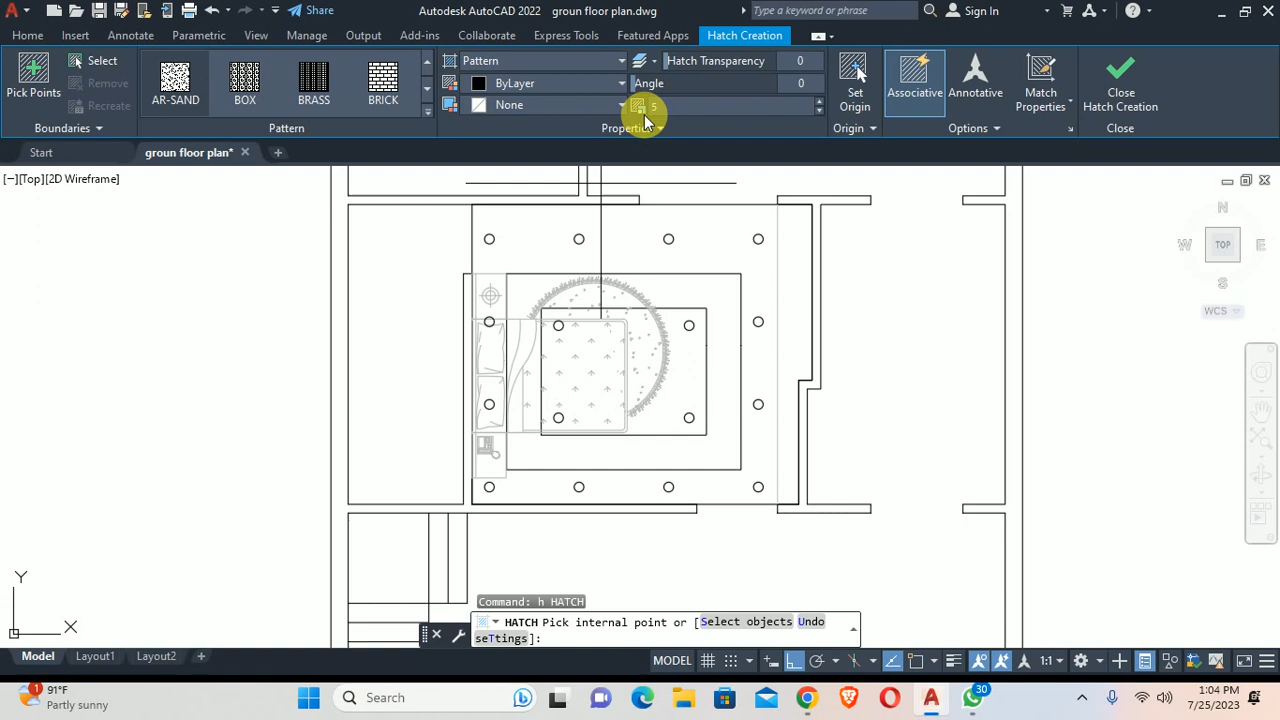 Share
Autodesk AutoCAD 2022 groun floor plan.dwg
Type a keyword or phrase
Sign In
Home Insert Annotate Parametric View Manage Output Add-ins Collaborate Express Tools Featured Apps Hatch Creation
Pick Points
Select
Remove
Recreate
Boundaries
AR-SAND
BOX
BRASS
BRICK
Pattern
Pattern
ByLayer
None
Hatch Transparency 0
Angle 0
5
Properties
Set
Origin
Origin
Associative
Annotative
Match
Properties
Options
Close
Hatch Creation
Close
Start
groun floor plan*
[−][Top][2D Wireframe]
N
W
TOP
E
S
WCS
Y
X
Command: h HATCH
HATCH Pick internal point or [Select objects Undo
seTtings]:
Model Layout1 Layout2
MODEL
1:1
1
91°F
Partly sunny
Search
30
1:04 PM
7/25/2023